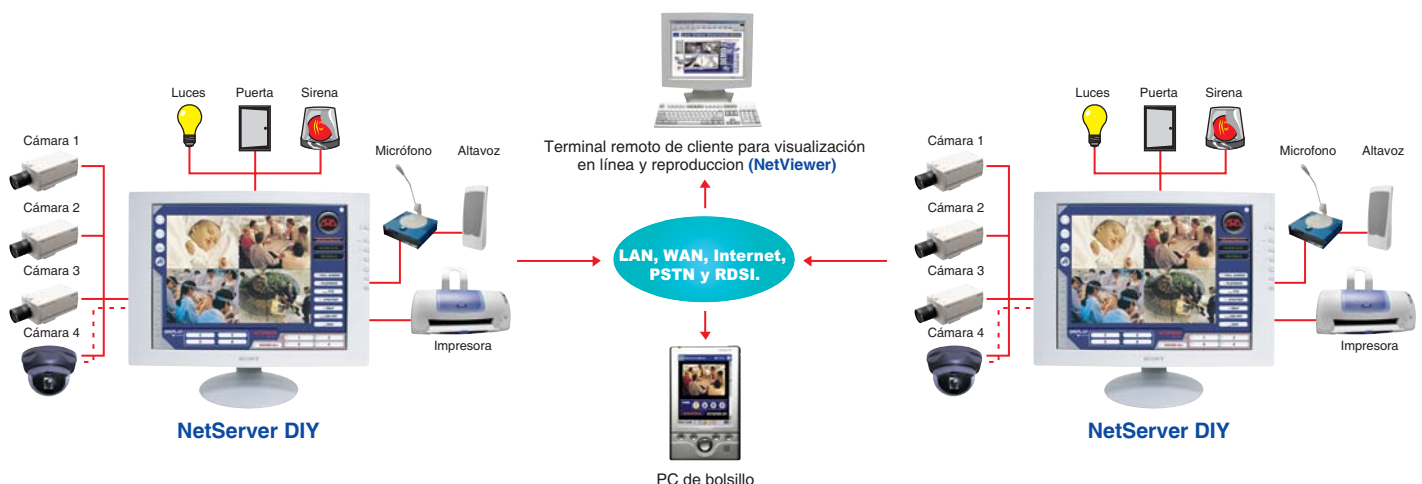 Luces
Puerta
Sirena
Cámara 1
Cámara 2
Cámara 3
Cámara 4
Micrófono
Altavoz
Impresora
SONY
NetServer DIY
Terminal remoto de cliente para visualización
en línea y reproduccion (NetViewer)
LAN, WAN, Internet,
PSTN y RDSI.
PC de bolsillo
Luces
Puerta
Sirena
Cámara 1
Cámara 2
Cámara 3
Cámara 4
Microfono
Altavoz
Impresora
SONY
NetServer DIY